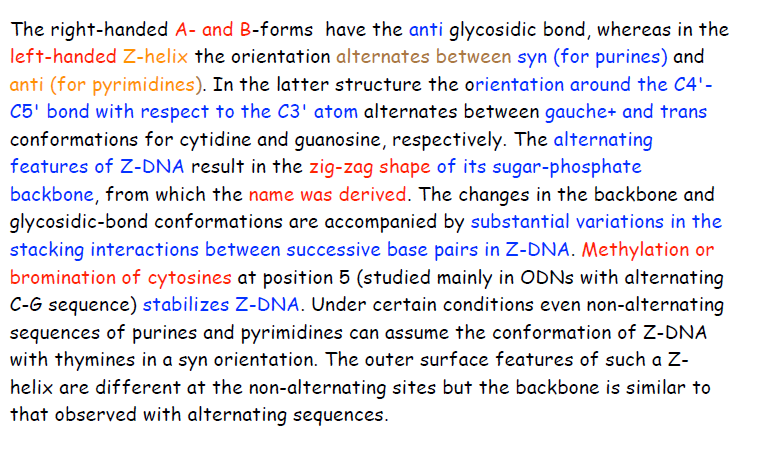 The right-handed A- and B-forms have the anti glycosidic bond, whereas in the
left-handed Z-helix the orientation alternates between syn (for purines) and
anti (for pyrimidines). In the latter structure the orientation around the C4'-
C5' bond with respect to the C3' atom alternates between gauche+ and trans
conformations for cytidine and guanosine, respectively. The alternating
features of Z-DNA result in the zig-zag shape of its sugar-phosphate
backbone, from which the name was derived. The changes in the backbone and
glycosidic-bond conformations are accompanied by substantial variations in the
stacking interactions between successive base pairs in Z-DNA. Methylation or
bromination of cytosines at position 5 (studied mainly in ODNs with alternating
C-G sequence) stabilizes Z-DNA. Under certain conditions even non-alternating
sequences of purines and pyrimidines can assume the conformation of Z-DNA
with thymines in a syn orientation. The outer surface features of such a Z-
helix are different at the non-alternating sites but the backbone is similar to
that observed with alternating sequences.